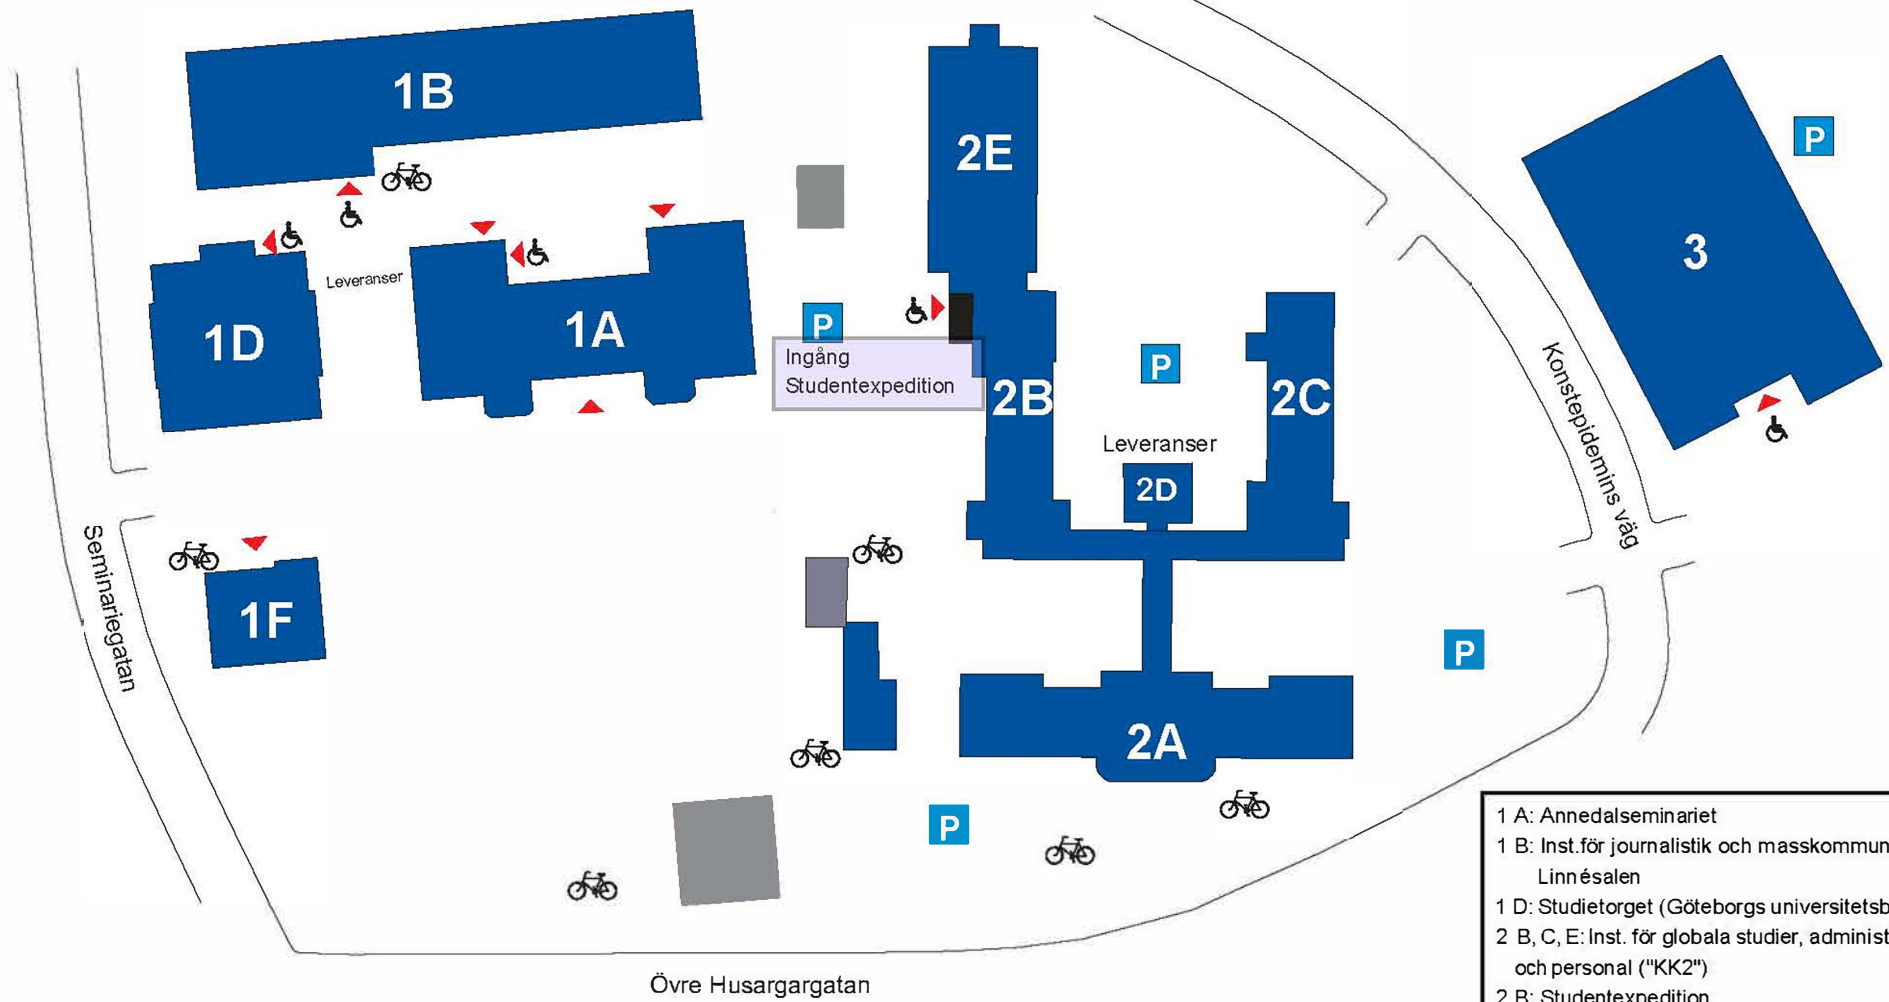 1B
2E
P
3
1D
Leveranser
1A
P
Ingång
Studentexpedition
2B
P
2C
Leveranser
2D
Konstepidemins väg
Seminariegatan
1F
P
2A
P
1 A: Annedalseminariet
1 B: Inst.för journalistik och masskommun
Linnésalen
1 D: Studietorget (Göteborgs universitetsb
2 B, C, E: Inst. för globala studier, administ
och personal ("KK2")
2 B: Studentexpedition
Övre Husargargatan